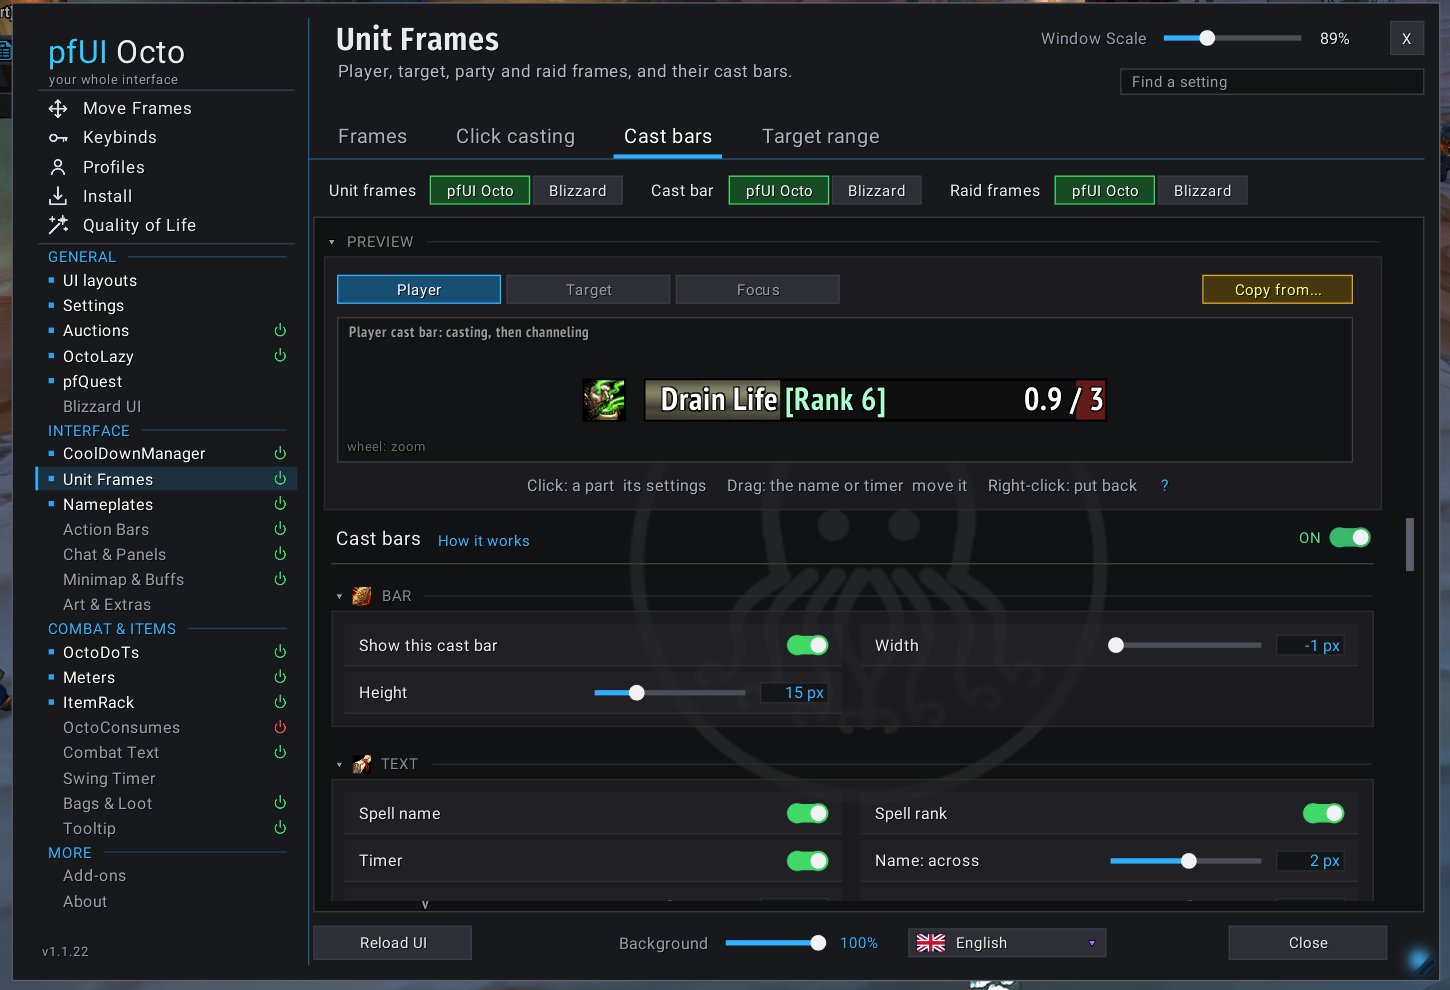 pfUI Octo
your whole interface
Move Frames
Keybinds
Profiles
Install
Quality of Life
GENERAL
UI layouts
Settings
Auctions
OctoLazy
pfQuest
Blizzard UI
INTERFACE
CoolDownManager
Unit Frames
Nameplates
Action Bars
Chat & Panels
Minimap & Buffs
Art & Extras
COMBAT & ITEMS
OctoDoTs
Meters
ItemRack
OctoConsumes
Combat Text
Swing Timer
Bags & Loot
Tooltip
MORE
Add-ons
About
v1.1.22
Unit Frames
Player, target, party and raid frames, and their cast bars.
Window Scale 89% X
Find a setting
Frames Click casting Cast bars Target range
Unit frames pfUI Octo Blizzard Cast bar pfUI Octo Blizzard Raid frames pfUI Octo Blizzard
PREVIEW
Player Target Focus Copy from...
Player cast bar: casting, then channeling
Drain Life [Rank 6] 0.9 / 3
wheel: zoom
Click: a part its settings Drag: the name or timer move it Right-click: put back ?
Cast bars How it works ON
BAR
Show this cast bar Width -1 px
Height 15 px
TEXT
Spell name Spell rank
Timer Name: across 2 px
Reload UI Background 100% English Close